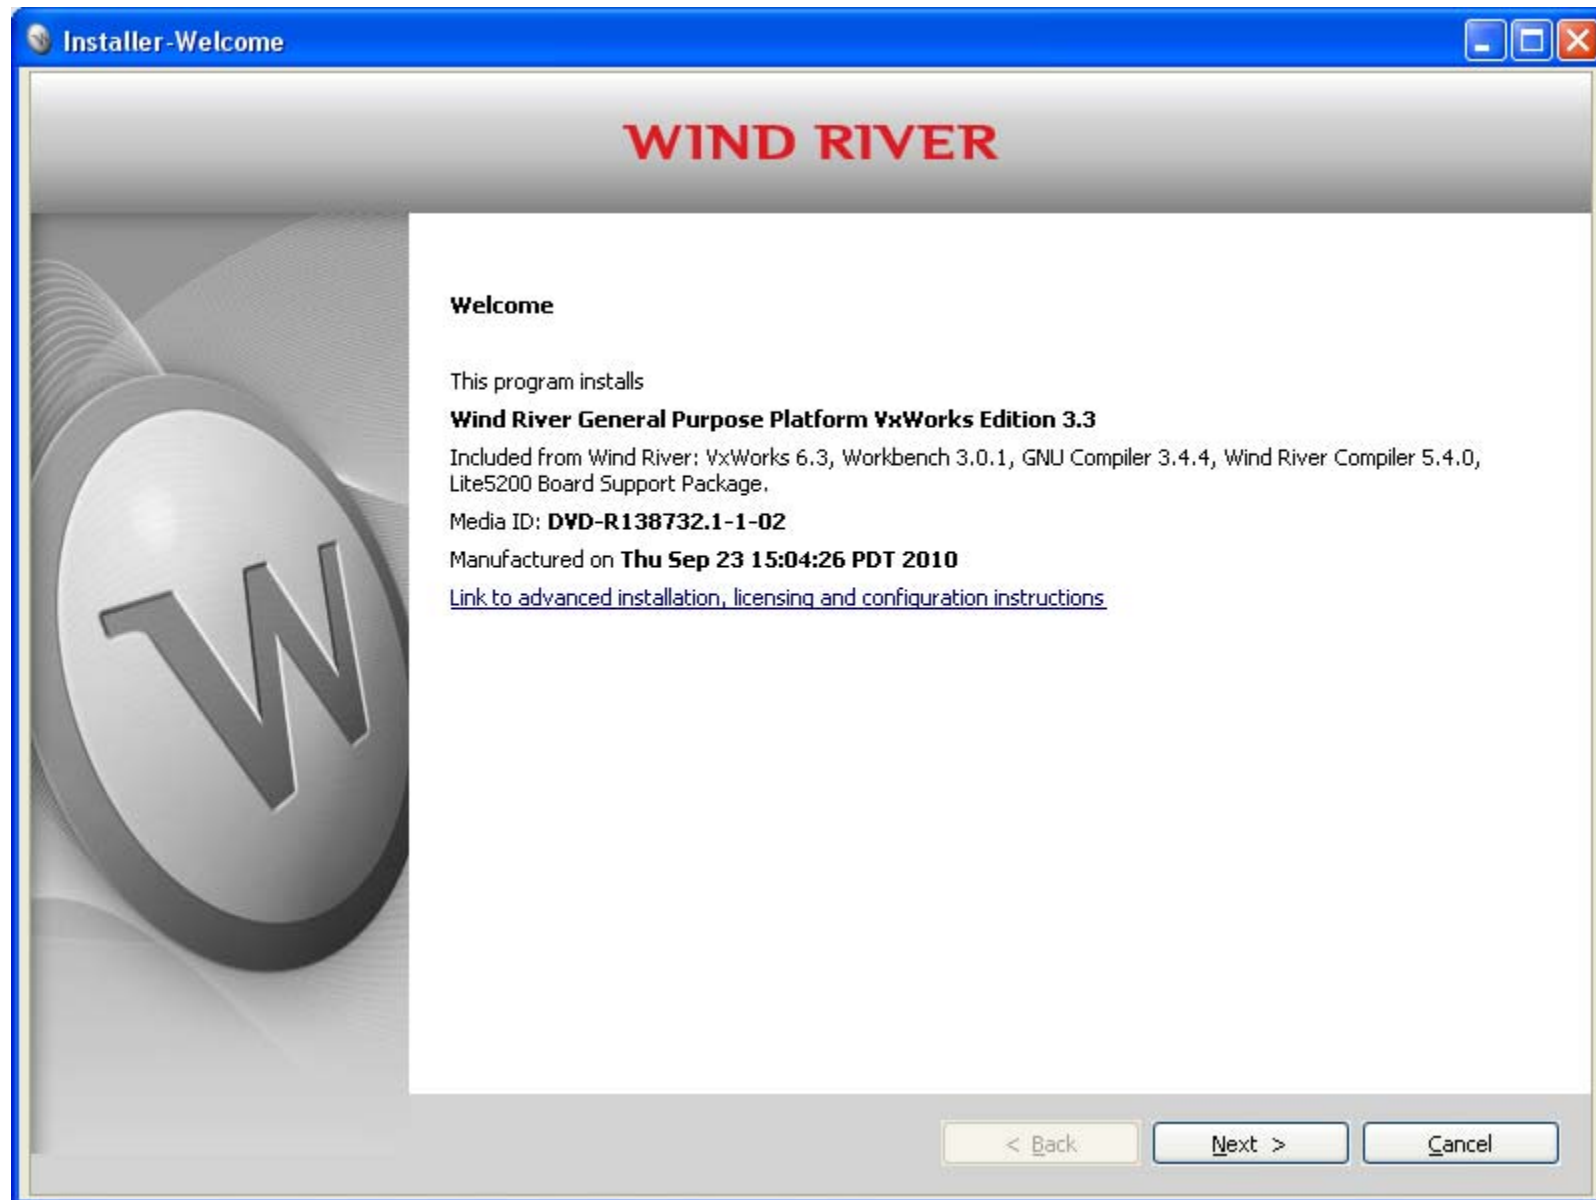 Installer-Welcome
WIND RIVER
Welcome
This program installs
Wind River General Purpose Platform VxWorks Edition 3.3
Included from Wind River: VxWorks 6.3, Workbench 3.0.1, GNU Compiler 3.4.4, Wind River Compiler 5.4.0,
Lite5200 Board Support Package.
Media ID: DVD-R138732.1-1-02
Manufactured on Thu Sep 23 15:04:26 PDT 2010
Link to advanced installation, licensing and configuration instructions
W
< Back
Next >
Cancel